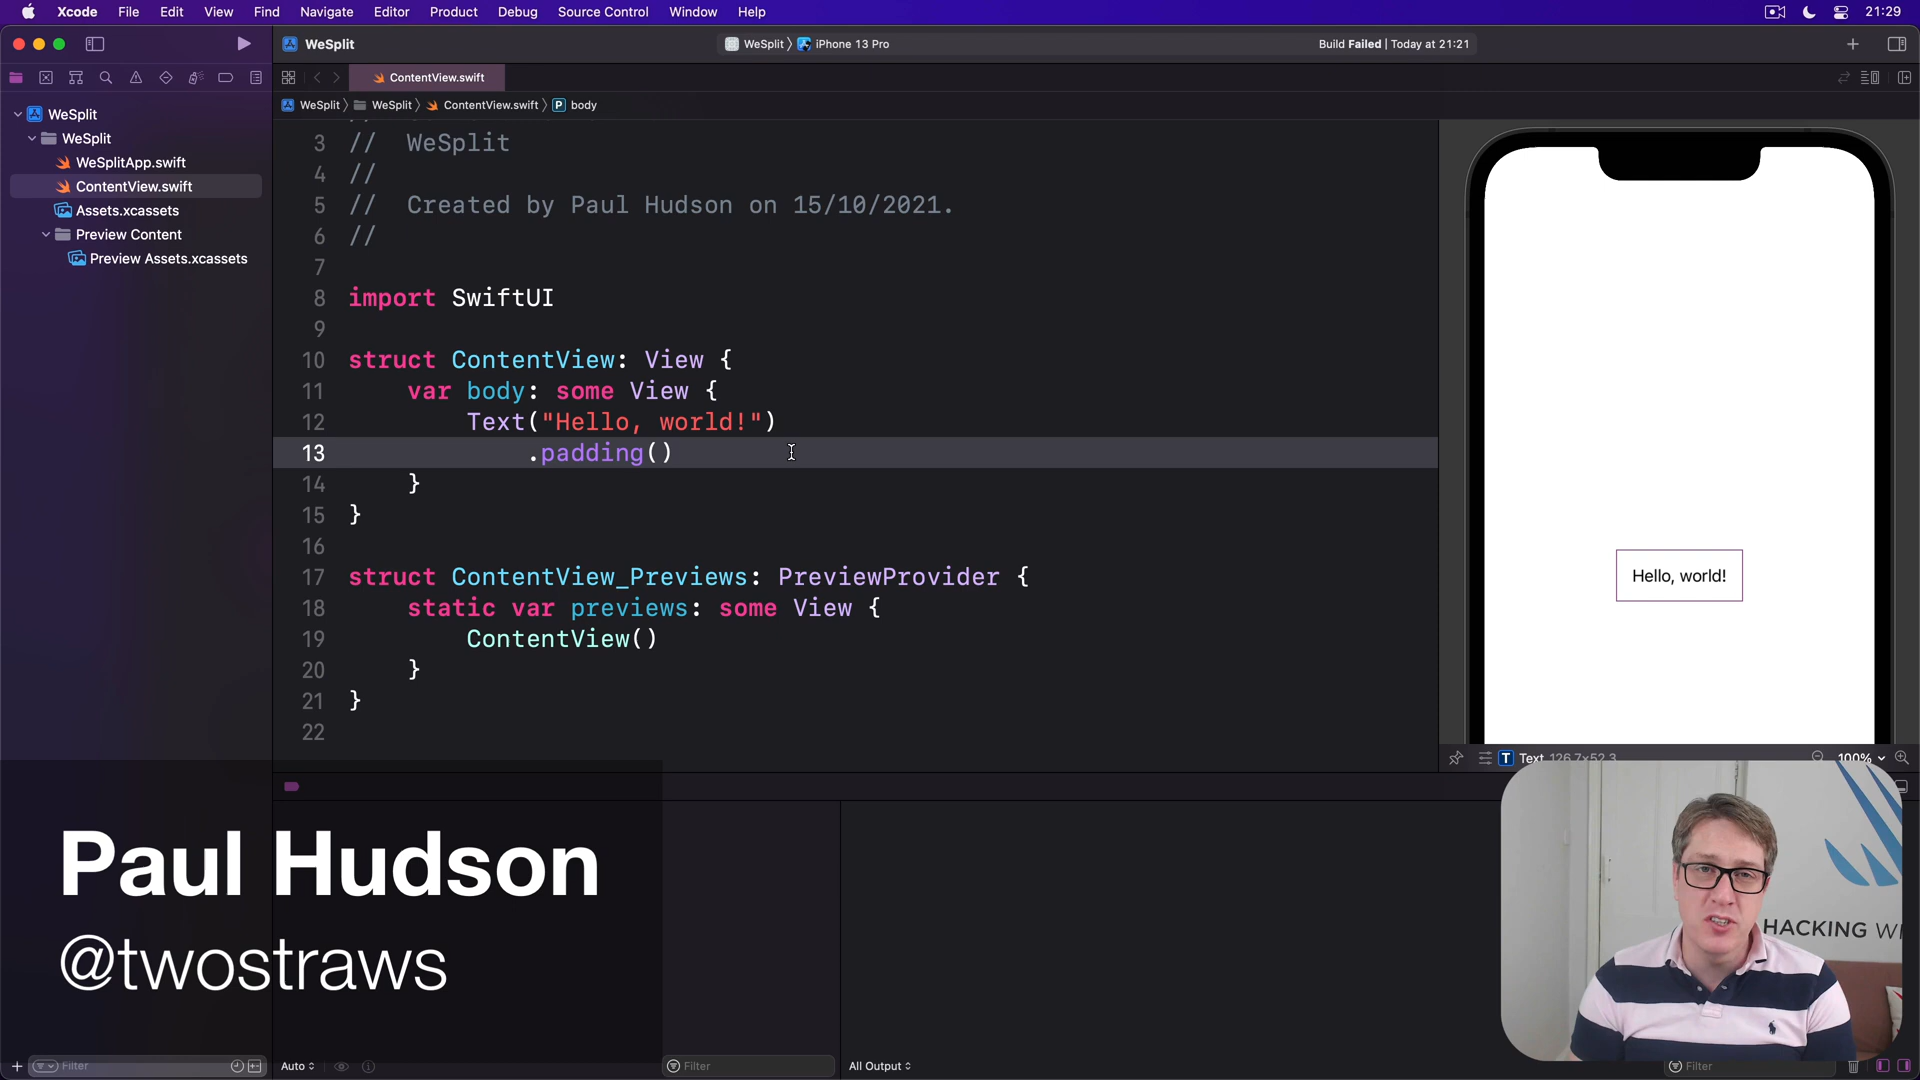 Xcode File Edit View Find Navigate Editor Product Debug Source Control Window Help 21:29
WeSplit
WeSplit iPhone 13 Pro
Build Failed | Today at 21:21
ContentView.swift
WeSplit WeSplit ContentView.swift P body
WeSplit
WeSplit
WeSplitApp.swift
ContentView.swift
Assets.xcassets
Preview Content
Preview Assets.xcassets
3 // WeSplit
4 //
5 // Created by Paul Hudson on 15/10/2021.
6 //
7
8 import SwiftUI
9
10 struct ContentView: View {
11 var body: some View {
12 Text("Hello, world!")
13 .padding()
14 }
15 }
16
17 struct ContentView_Previews: PreviewProvider {
18 static var previews: some View {
19 ContentView()
20 }
21 }
22
Hello, world!
T Text 126.7x52.3 100%
Paul Hudson
@twostraws
HACKING WI
Filter
Auto
Filter
All Output
Filter